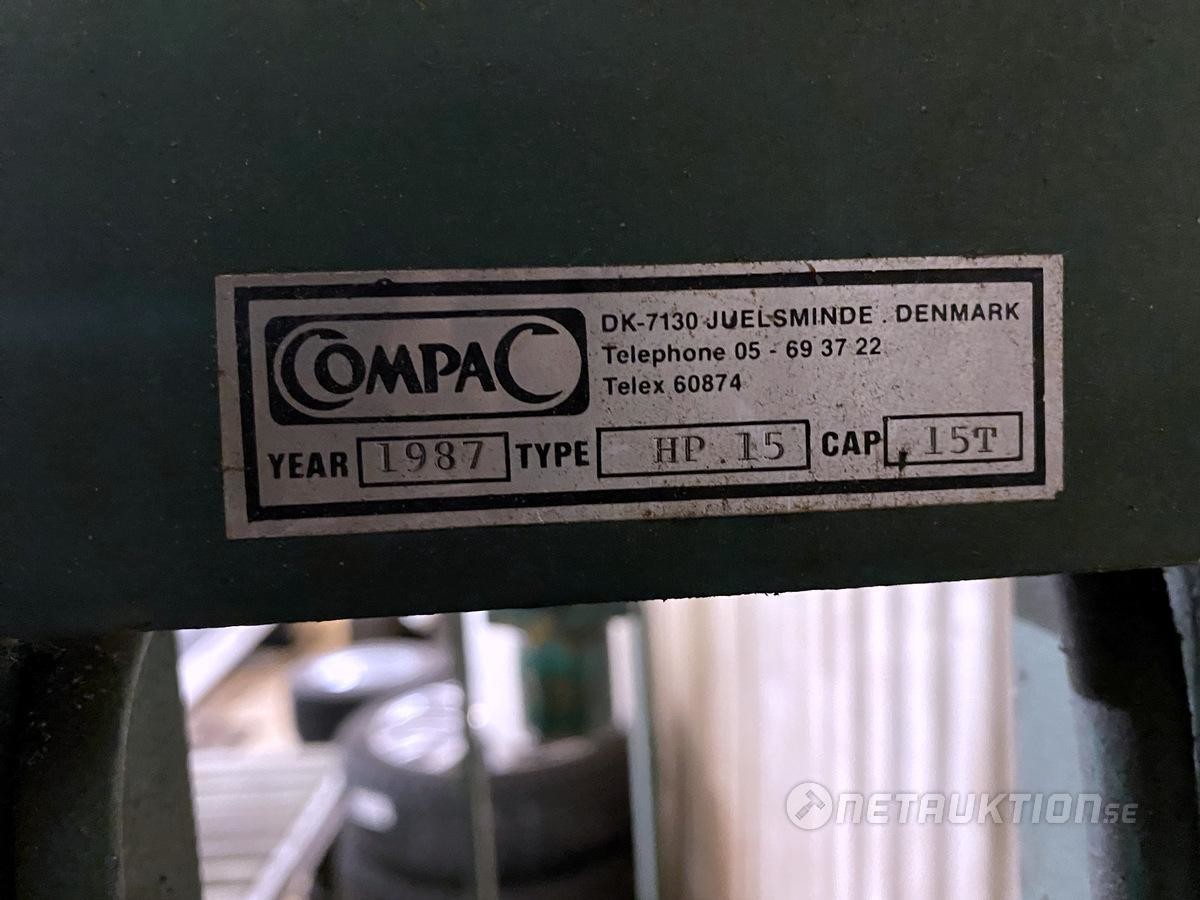 COMPAC
DK-7130 JUELSMINDE . DENMARK
Telephone 05 - 69 37 22
Telex 60874
YEAR 1987 TYPE HP.15 CAP. 15T
NETAUKTION.SE